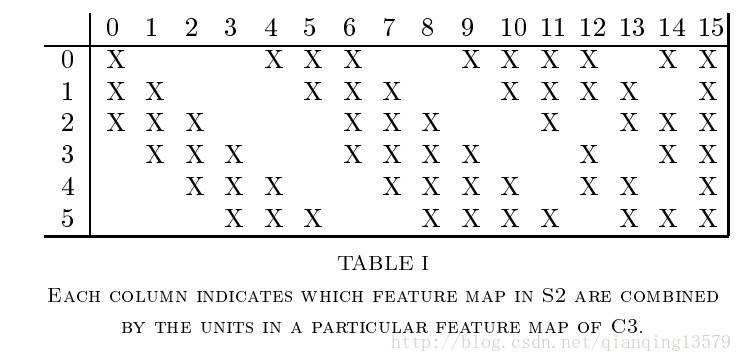 0 1 2 3 4 5 6 7 8 9 10 11 12 13 14 15
0 X X X X X X X X X X
1 X X X X X X X X X X
2 X X X X X X X X X X
3 X X X X X X X X X X
4 X X X X X X X X X X
5 X X X X X X X X X X
TABLE I
Each column indicates which feature map in S2 are combined
by the units in a particular feature map of C3.
http://blog.csdn.net/qianqing13579